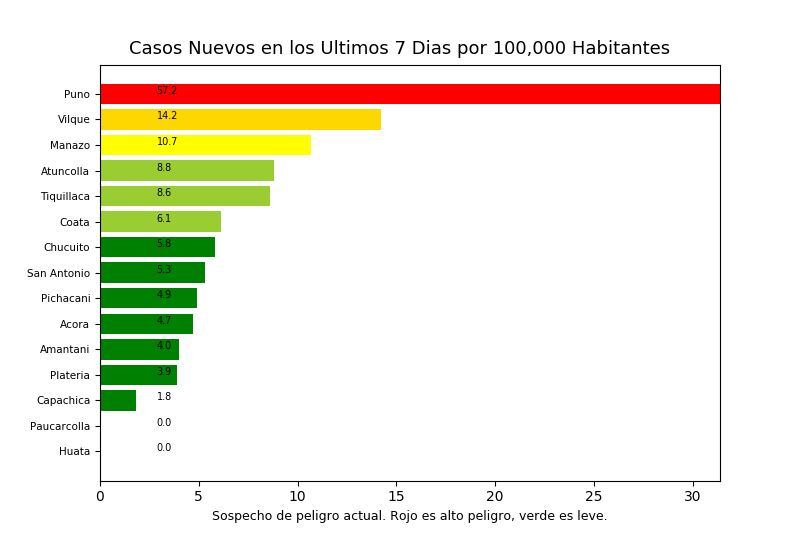 Casos Nuevos en los Ultimos 7 Dias por 100,000 Habitantes
Puno 57.2
Vilque 14.2
Manazo 10.7
Atuncolla 8.8
Tiquillaca 8.6
Coata 6.1
Chucuito 5.8
San Antonio 5.3
Pichacani 4.9
Acora 4.7
Amantani 4.0
Plateria 3.9
Capachica 1.8
Paucarcolla 0.0
Huata 0.0
0 5 10 15 20 25 30
Sospecho de peligro actual. Rojo es alto peligro, verde es leve.